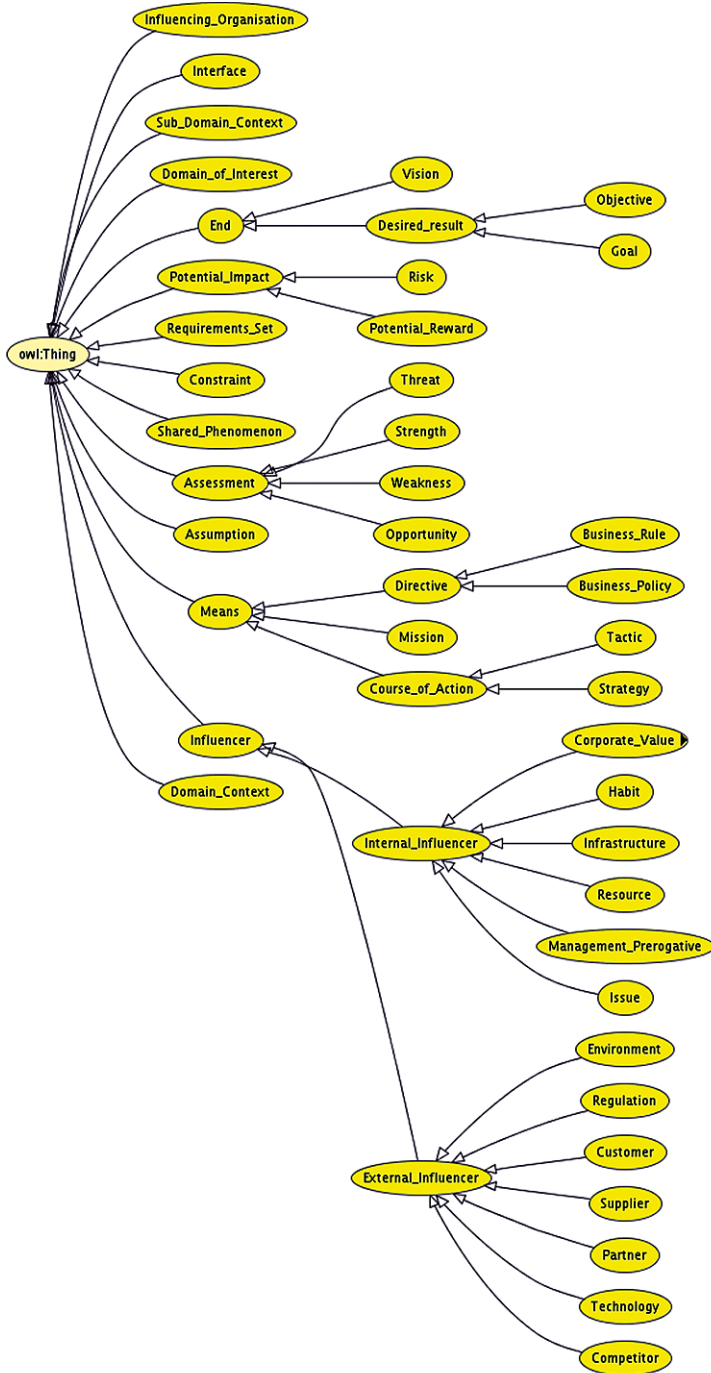 Influencing_Organisation
Interface
Sub_Domain_Context
Domain_of_Interest
Vision
Objective
End
Desired_result
Goal
Potential_Impact
Risk
Requirements_Set
Potential_Reward
owl:Thing
Constraint
Threat
Shared_Phenomenon
Strength
Assessment
Weakness
Assumption
Opportunity
Business_Rule
Directive
Business_Policy
Means
Mission
Tactic
Course_of_Action
Strategy
Influencer
Corporate_Value
Domain_Context
Habit
Internal_Influencer
Infrastructure
Resource
Management_Prerogative
Issue
Environment
Regulation
Customer
External_Influencer
Supplier
Partner
Technology
Competitor